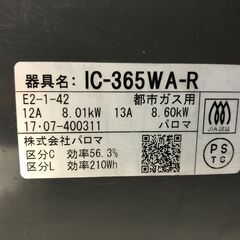 器具名: IC-365WA-R
E2-1-42 都市ガス用
12A 8.01kW 13A 8.60kW
17・07-400311 パロマ
株式会社パロマ
区分C 効率56.3%
区分L 効率210Wh
JIA認証
PS
TC